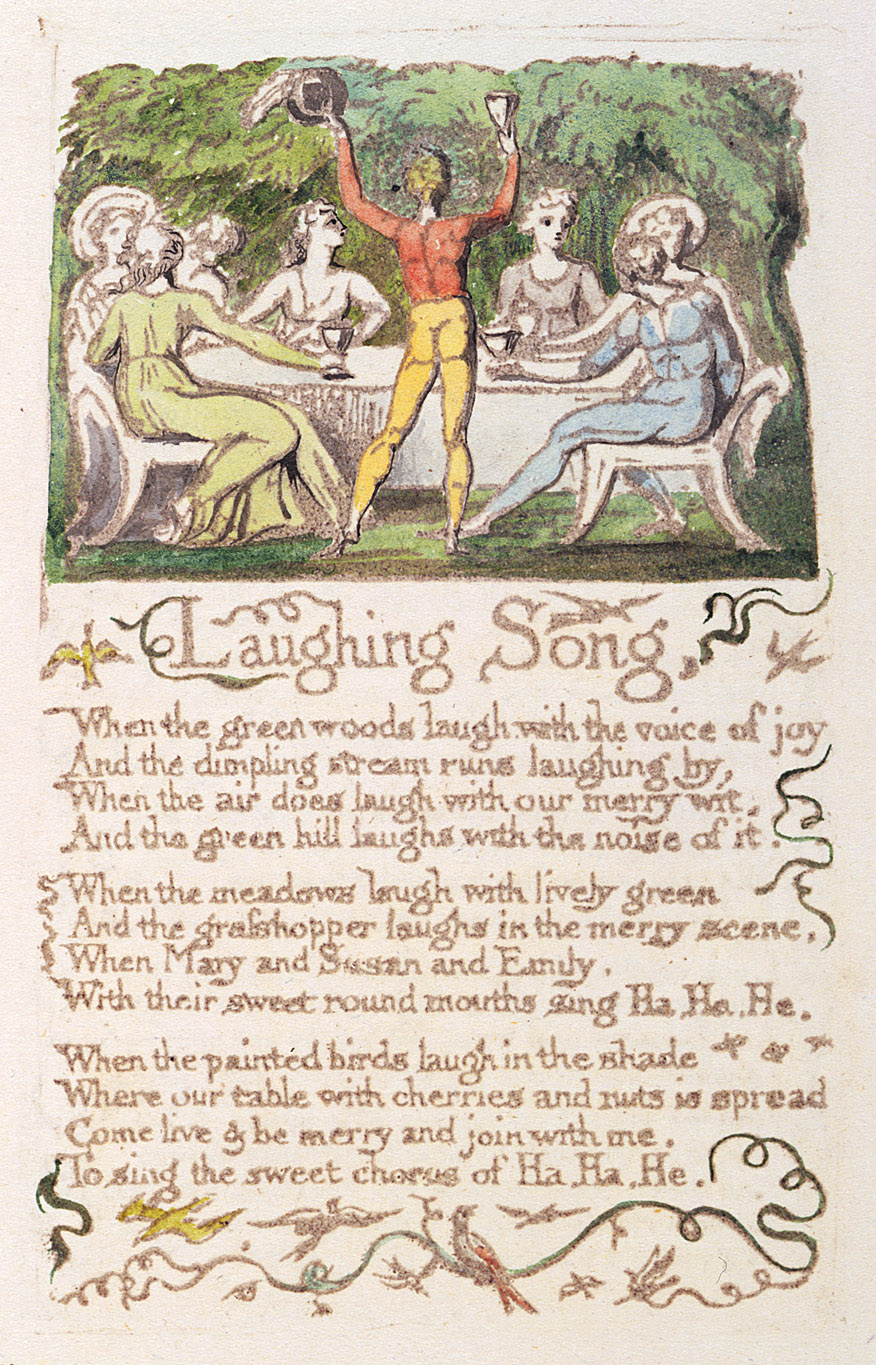 Laughing Song,
When the green woods laugh with the voice of joy
And the dimpling stream runs laughing by,
When the air does laugh with our merry wit,
And the green hill laughs with the noise of it.
When the meadows laugh with lively green
And the grafshopper laughs in the merry scene,
When Mary and Susan and Emily,
With their sweet round mouths sing Ha, Ha, He.
When the painted birds laugh in the shade
Where our table with cherries and nuts is spread
Come live & be merry and join with me,
To sing the sweet chorus of Ha, Ha, He.